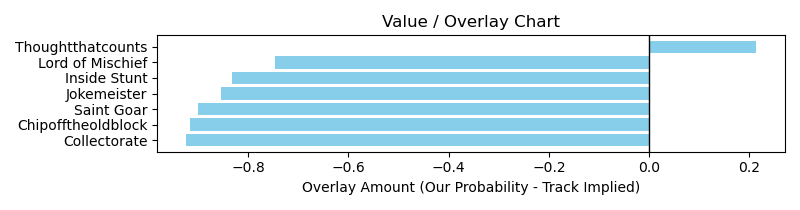 Value / Overlay Chart
Thoughtthatcounts
Lord of Mischief
Inside Stunt
Jokemeister
Saint Goar
Chipofftheoldblock
Collectorate
−0.8 −0.6 −0.4 −0.2 0.0 0.2
Overlay Amount (Our Probability - Track Implied)